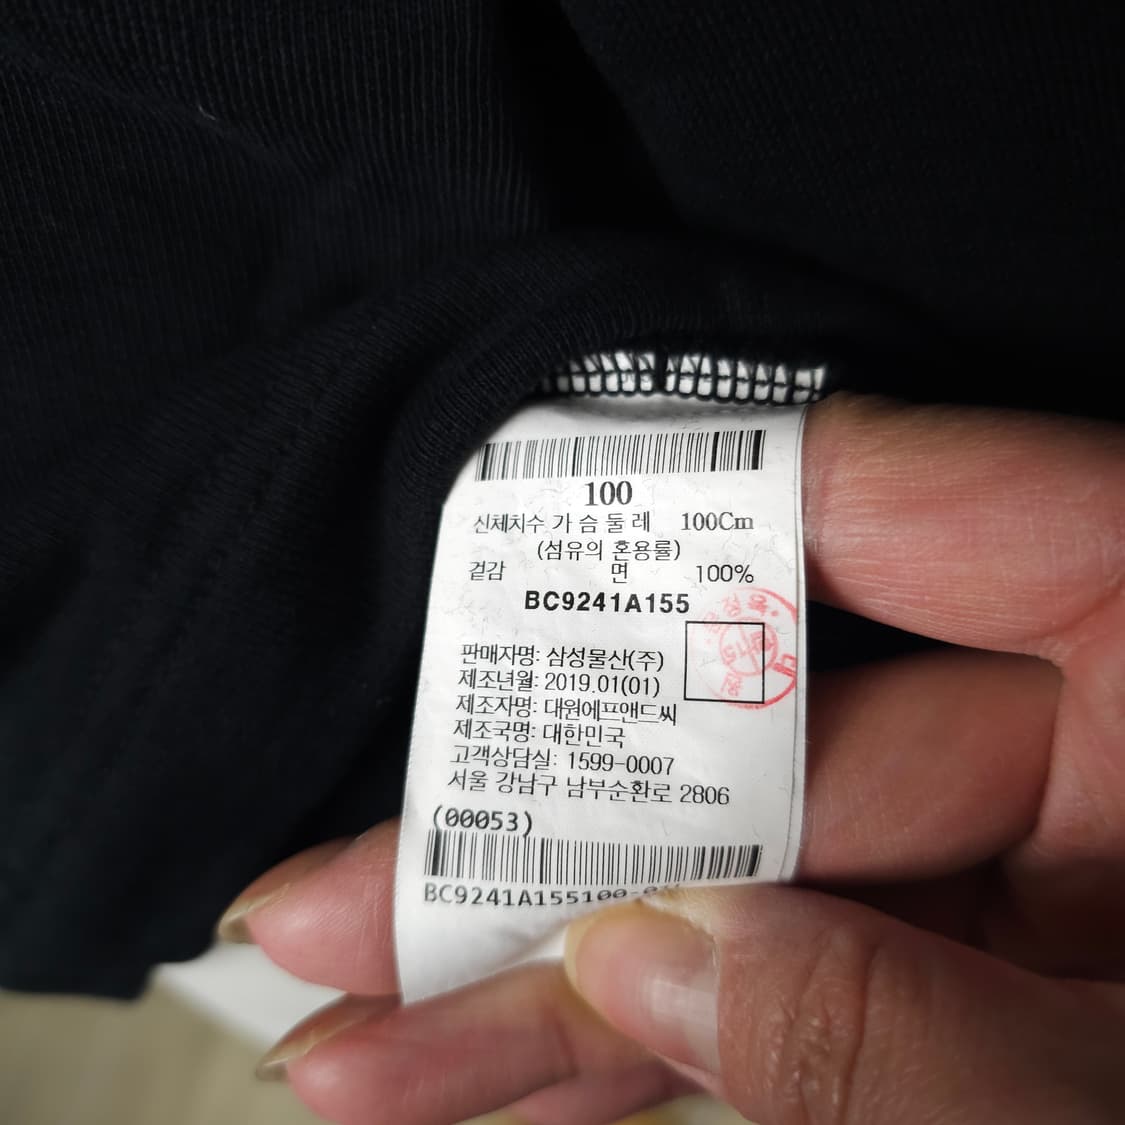 100
신체치수 가슴둘레 100Cm
(섬유의 혼용률)
겉감 면 100%
BC9241A155
판매자명: 삼성물산(주)
제조년월: 2019.01(01)
제조자명: 대원에프앤드씨
제조국명: 대한민국
고객상담실: 1599-0007
서울 강남구 남부순환로 2806
(00053)
BC9241A155100